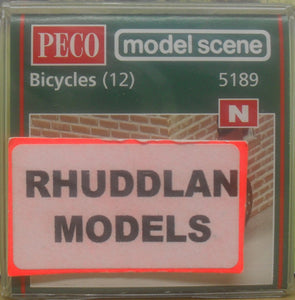 PECO model scene
Bicycles (12) 5189
N
RHUDDLAN
MODELS